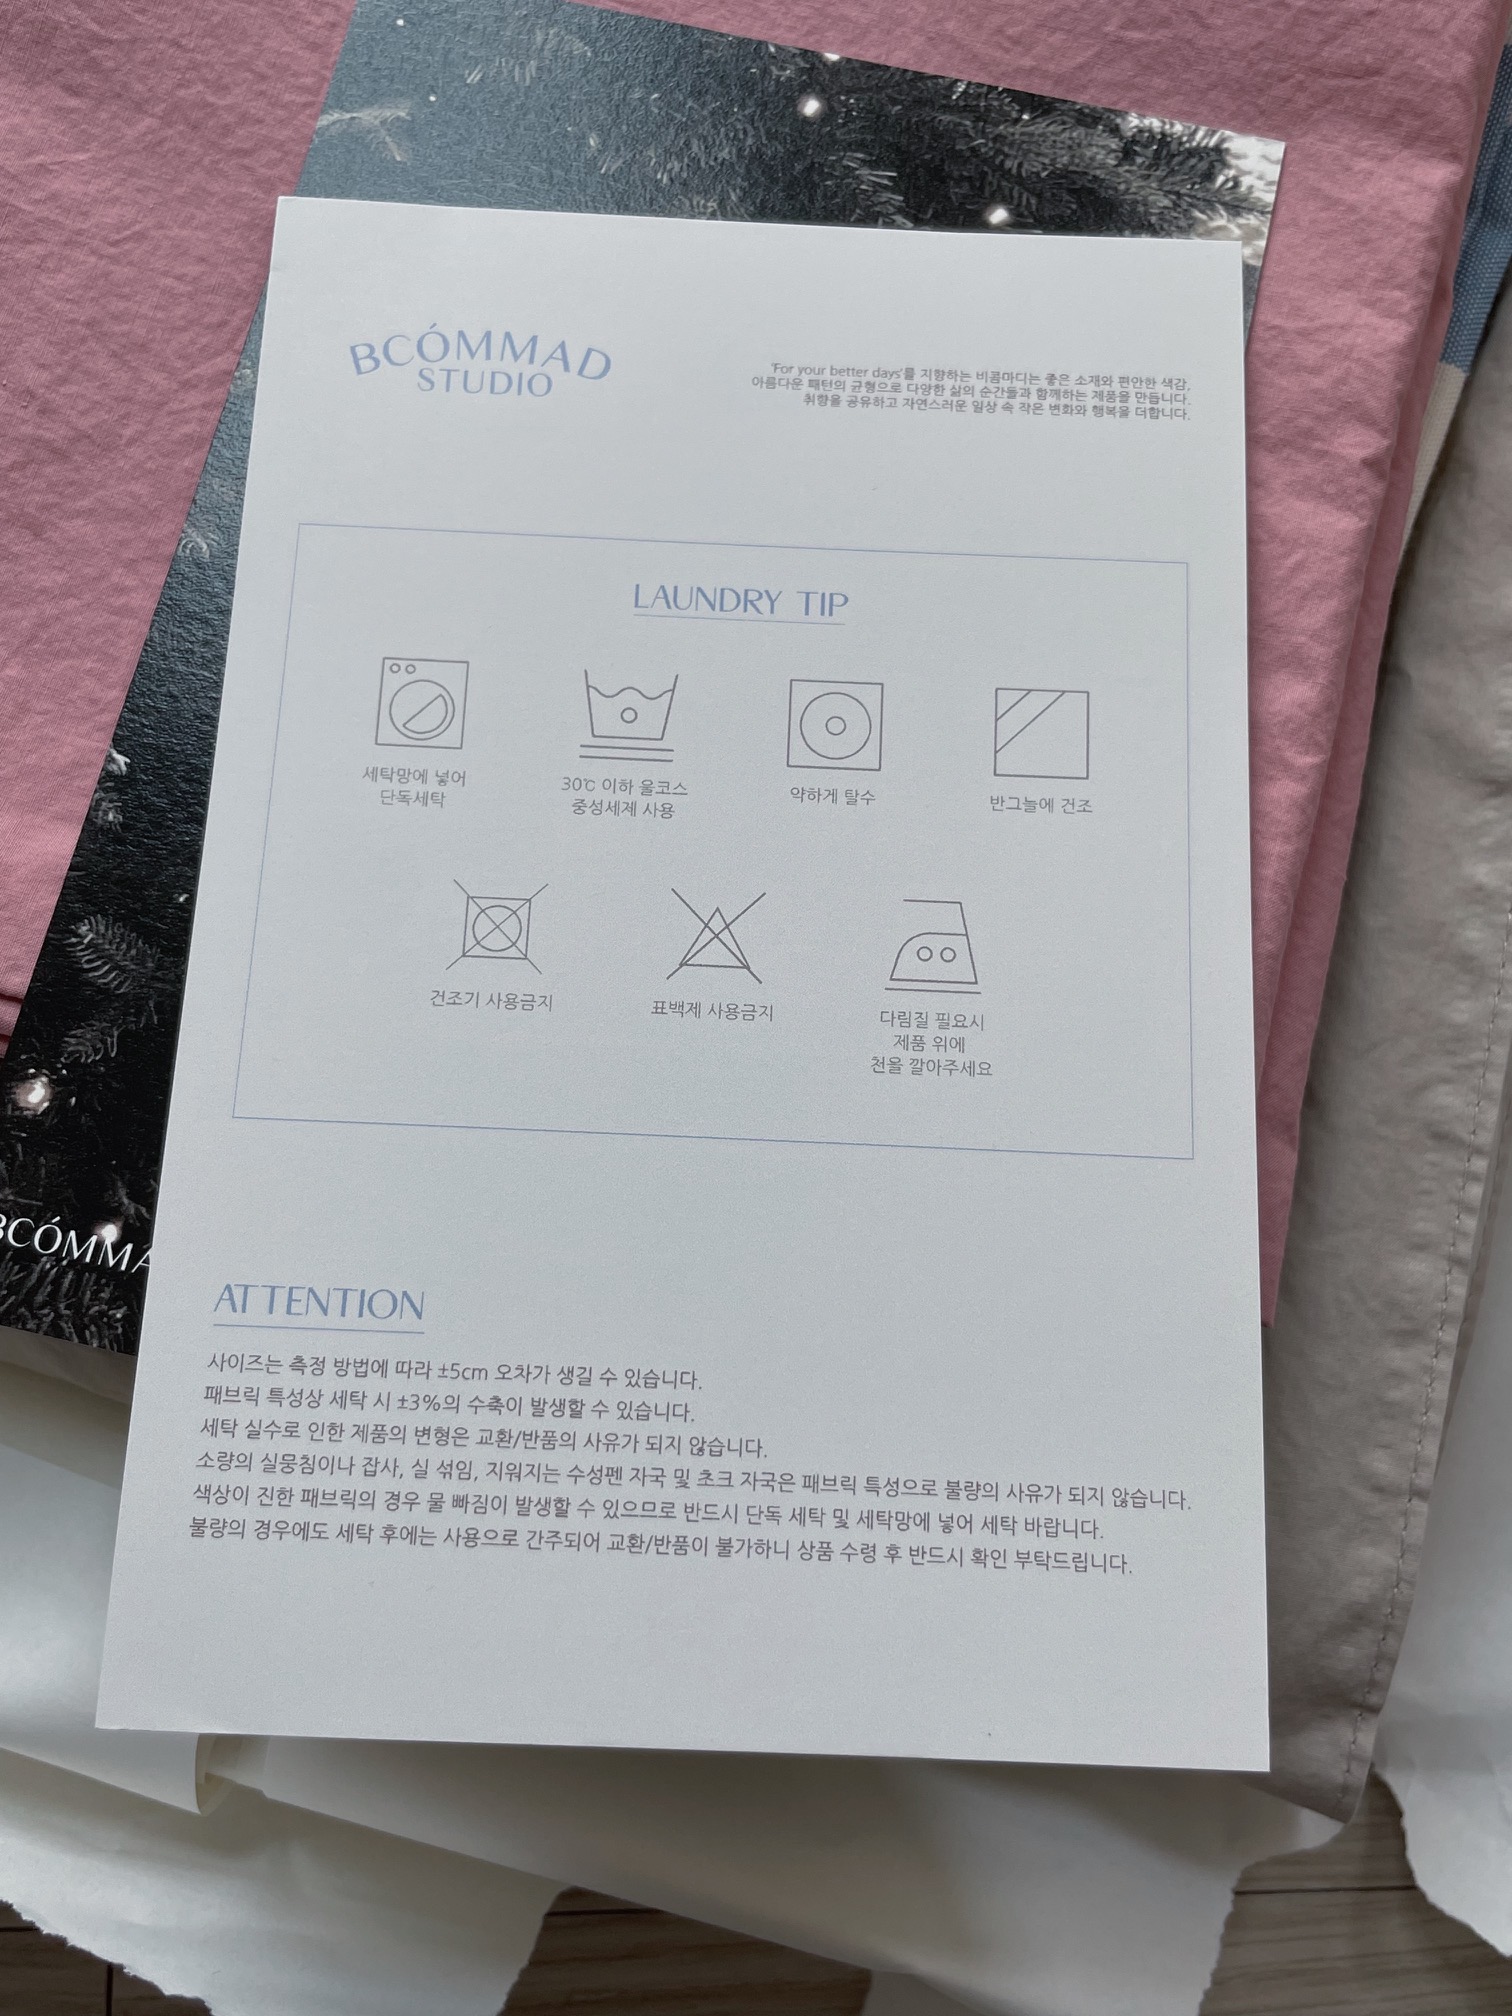 BCÓMMAD
STUDIO
'For your better days'를 지향하는 비콤마디는 좋은 소재와 편안한 색감,
아름다운 패턴의 균형으로 다양한 삶의 순간들과 함께하는 제품을 만듭니다.
취향을 공유하고 자연스러운 일상 속 작은 변화와 행복을 더합니다.
LAUNDRY TIP
세탁망에 넣어
단독세탁
30℃ 이하 울코스
중성세제 사용
약하게 탈수
반그늘에 건조
건조기 사용금지
표백제 사용금지
다림질 필요시
제품 위에
천을 깔아주세요
BCÓMMA
ATTENTION
사이즈는 측정 방법에 따라 ±5cm 오차가 생길 수 있습니다.
패브릭 특성상 세탁 시 ±3%의 수축이 발생할 수 있습니다.
세탁 실수로 인한 제품의 변형은 교환/반품의 사유가 되지 않습니다.
소량의 실뭉침이나 잡사, 실 섞임, 지워지는 수성펜 자국 및 초크 자국은 패브릭 특성으로 불량의 사유가 되지 않습니다.
색상이 진한 패브릭의 경우 물 빠짐이 발생할 수 있으므로 반드시 단독 세탁 및 세탁망에 넣어 세탁 바랍니다.
불량의 경우에도 세탁 후에는 사용으로 간주되어 교환/반품이 불가하니 상품 수령 후 반드시 확인 부탁드립니다.